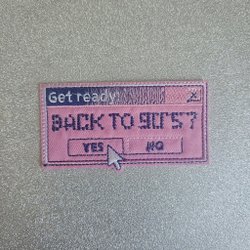 Get ready
BACK TO 90'S?
YES NO